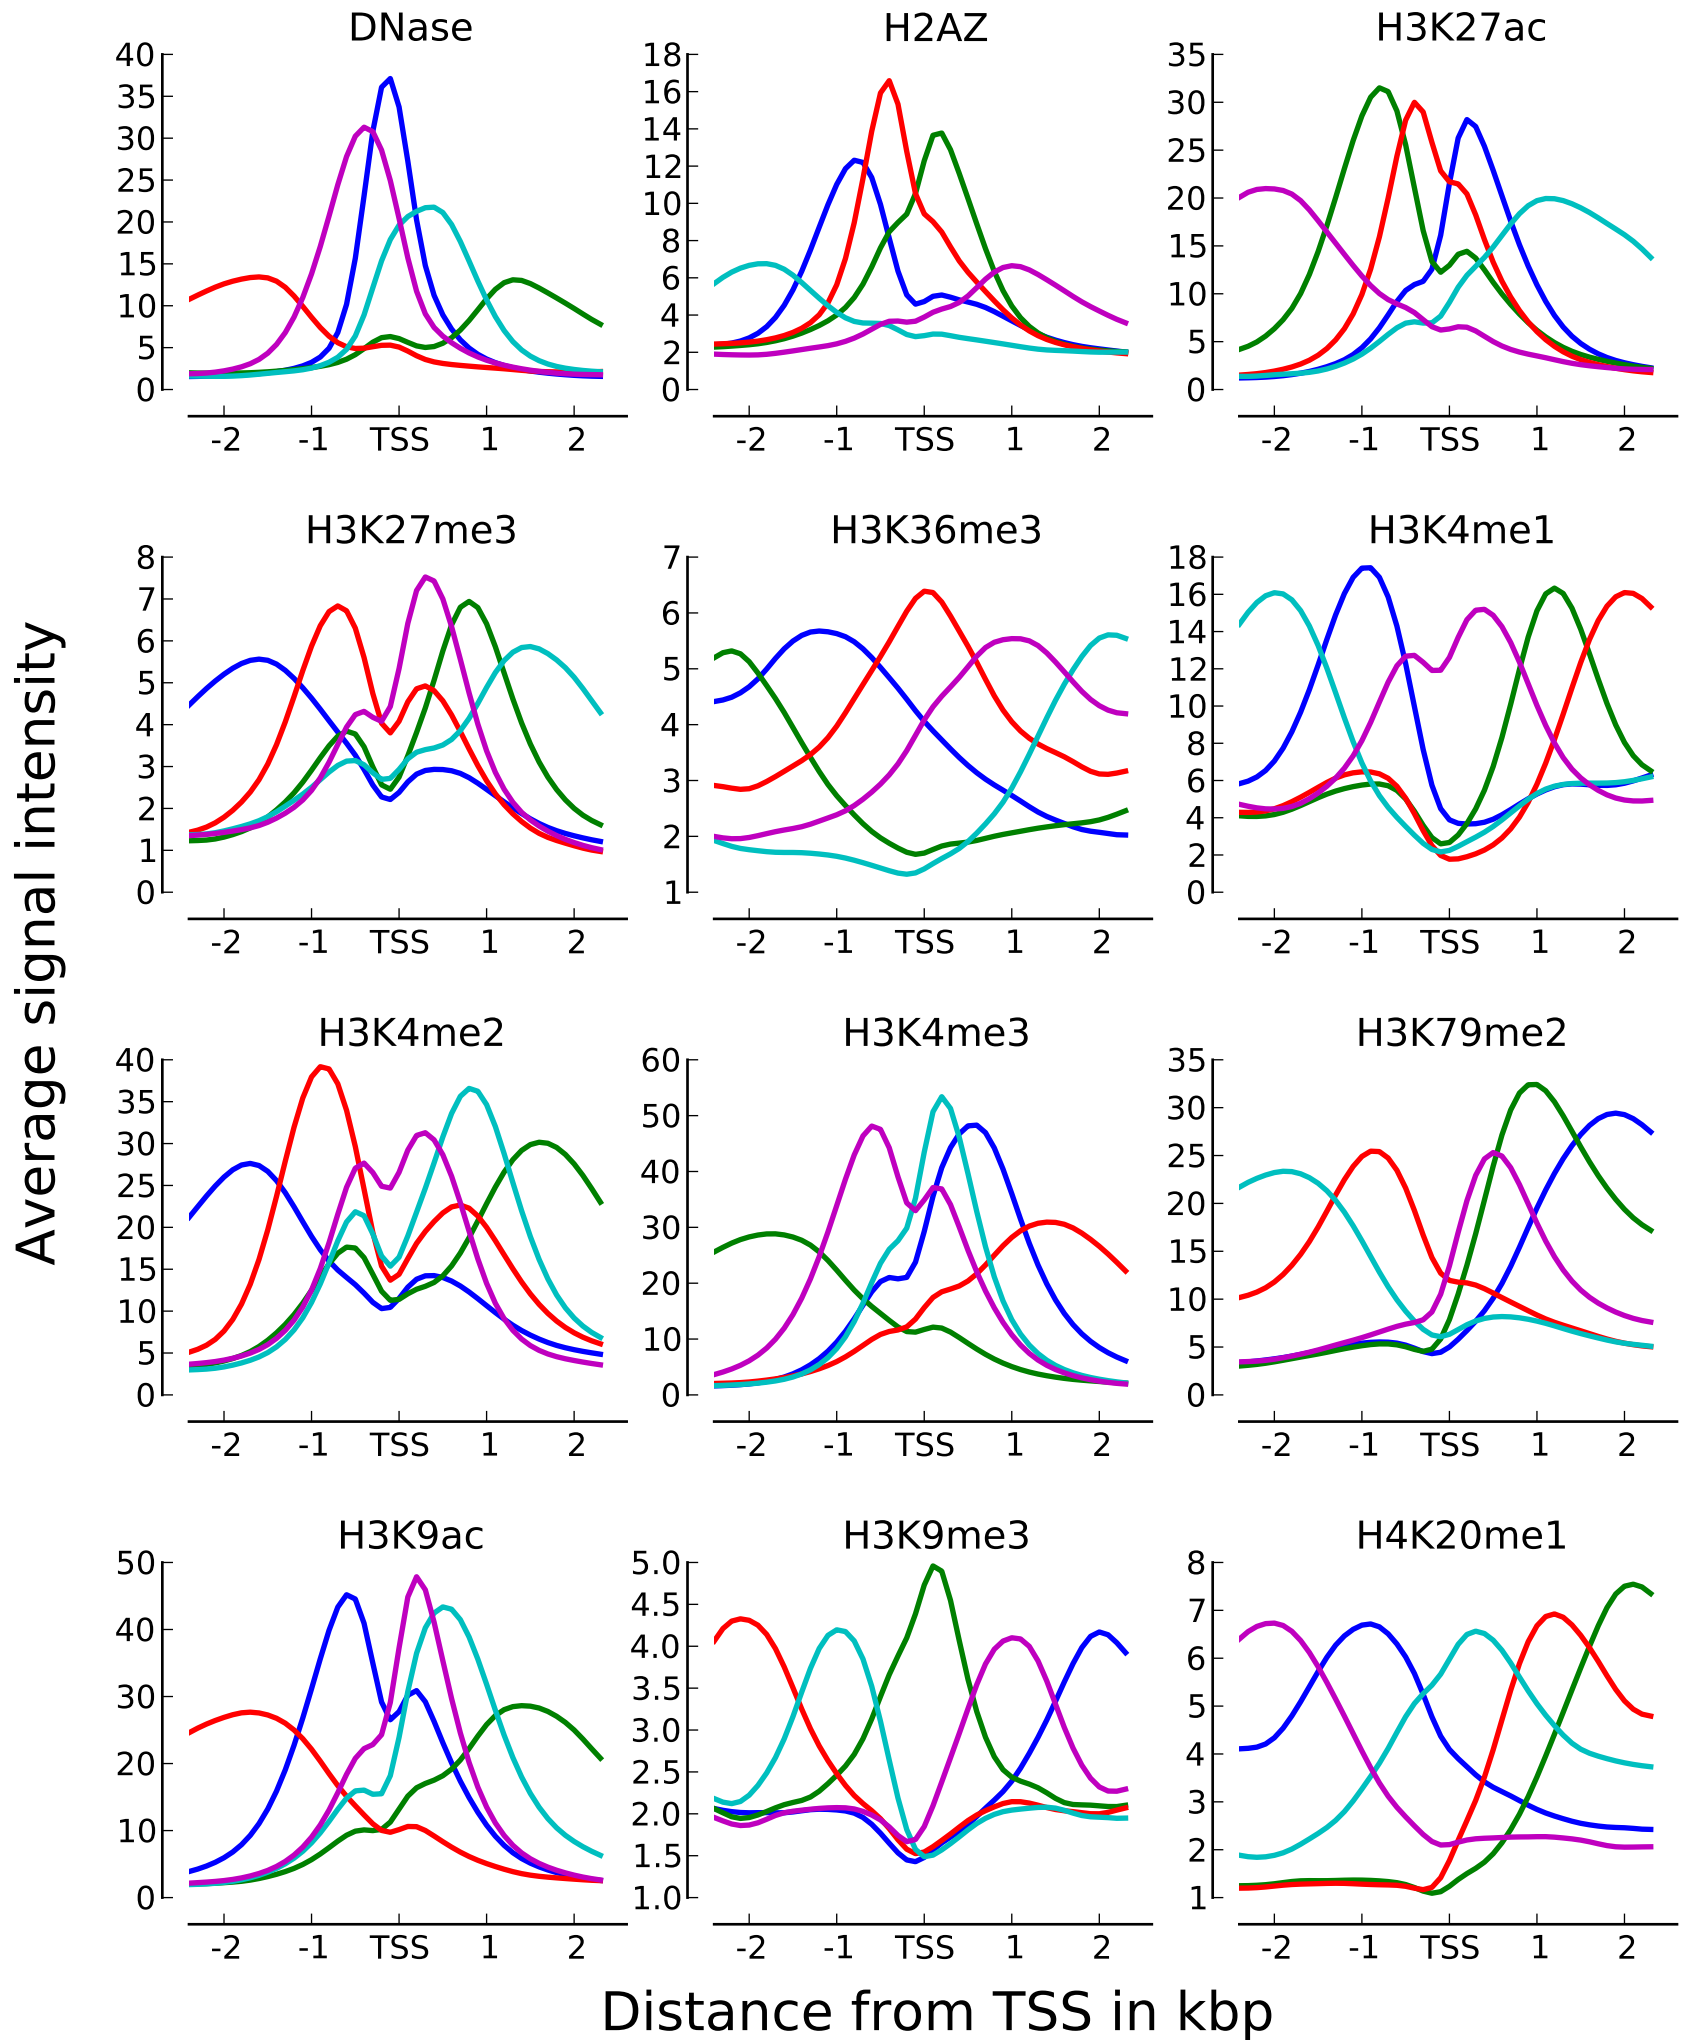 DNase H2AZ H3K27ac
40 18 35
35 16 30
30 14 25
25 12 20
20 10 15
15 8 10
10 6 5
5 4 0
0 2
0
-2 -1 TSS 1 2 -2 -1 TSS 1 2 -2 -1 TSS 1 2
H3K27me3 H3K36me3 H3K4me1
8 7 18
7 6 16
6 5 14
5 4 12
4 3 10
3 2 8
2 1 6
1 4
0 2
0
-2 -1 TSS 1 2 -2 -1 TSS 1 2 -2 -1 TSS 1 2
Average signal intensity
H3K4me2 H3K4me3 H3K79me2
40 60 35
35 50 30
30 40 25
25 30 20
20 20 15
15 10 10
10 0 5
5 0
0
-2 -1 TSS 1 2 -2 -1 TSS 1 2 -2 -1 TSS 1 2
H3K9ac H3K9me3 H4K20me1
50 5.0 8
40 4.5 7
30 4.0 6
20 3.5 5
10 3.0 4
0 2.5 3
2.0 2
1.5 1
1.0
-2 -1 TSS 1 2 -2 -1 TSS 1 2 -2 -1 TSS 1 2
Distance from TSS in kbp